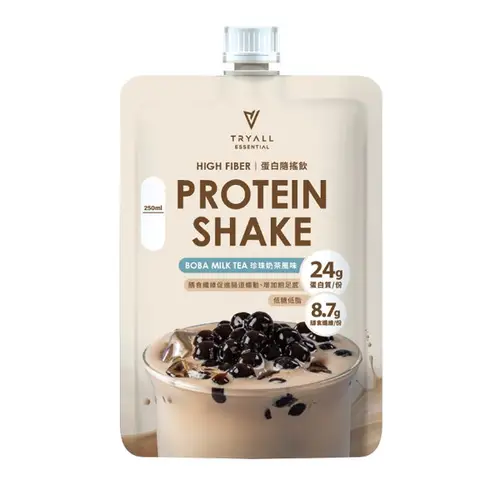 TRYALL
ESSENTIAL
HIGH FIBER | 蛋白隨搖飲
PROTEIN
SHAKE
250ml
BOBA MILK TEA 珍珠奶茶風味
膳食纖維促進腸道蠕動•增加飽足感
低糖低脂
24g
蛋白質/份
8.7g
膳食纖維/份